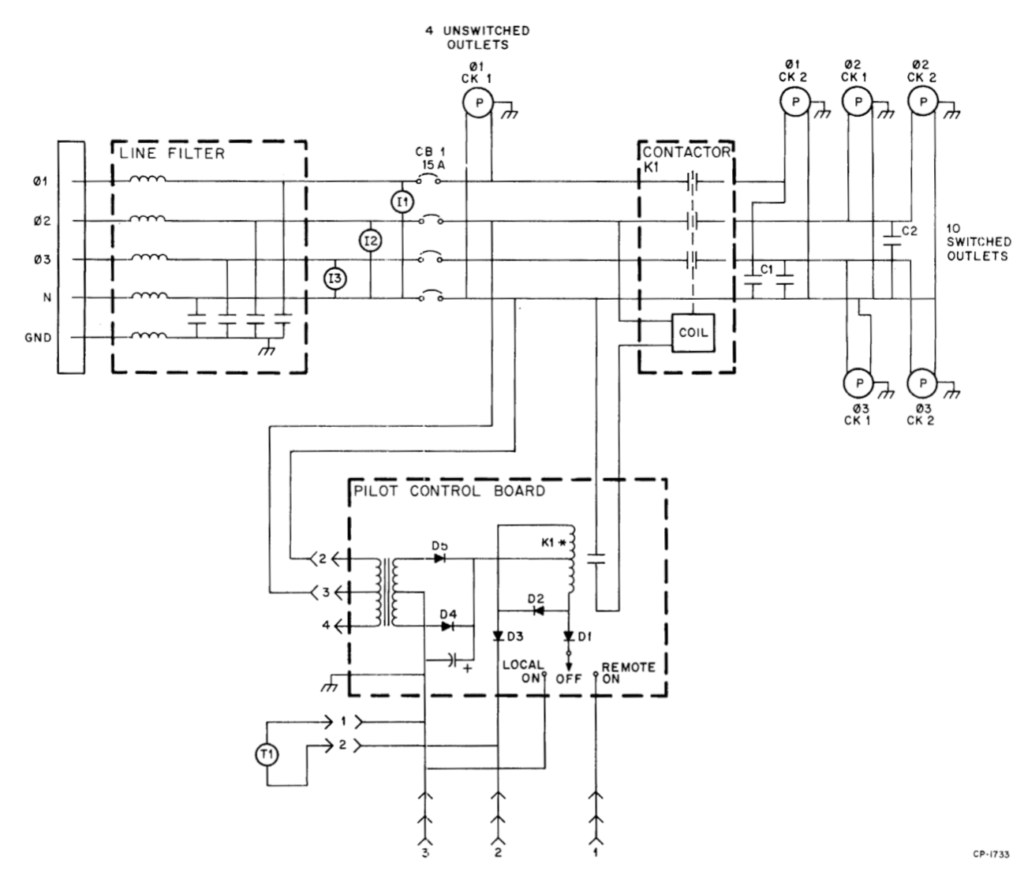 4 UNSWITCHED
OUTLETS
Ø1
CK 1
P
Ø1
CK 2
P
Ø2
CK 1
P
Ø2
CK 2
P
LINE FILTER
CB 1
15 A
CONTACTOR
K1
Ø1
Ø2
Ø3
N
GND
I1
I2
I3
C1
C2
10
SWITCHED
OUTLETS
COIL
P
Ø3
CK 1
P
Ø3
CK 2
PILOT CONTROL BOARD
K1 *
D5
2
3
4
D4
D2
D3
D1
+
LOCAL
ON
OFF
REMOTE
ON
1
2
T1
3
2
1
CP-1733